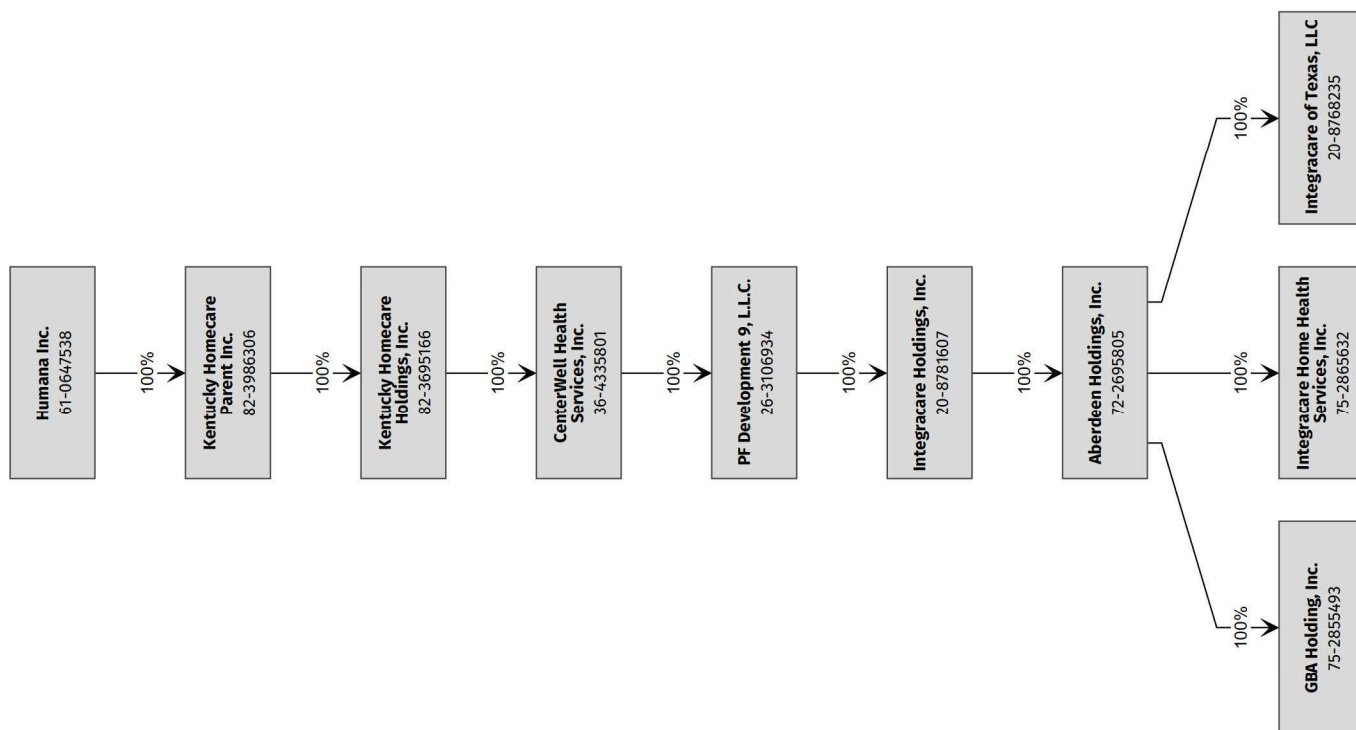 Humana Inc.
61-0647538
100%
Kentucky Homecare
Parent Inc.
82-3986306
100%
Kentucky Homecare
Holdings, Inc.
82-3695166
100%
CenterWell Health
Services, Inc.
36-4335801
100%
PF Development 9, L.L.C.
26-3106934
100%
Integracare Holdings, Inc.
20-8781607
100%
Aberdeen Holdings, Inc.
72-2695805
100%
GBA Holding, Inc.
75-2855493
100%
Integracare Home Health
Services, Inc.
75-2865632
100%
Integracare of Texas, LLC
20-8768235